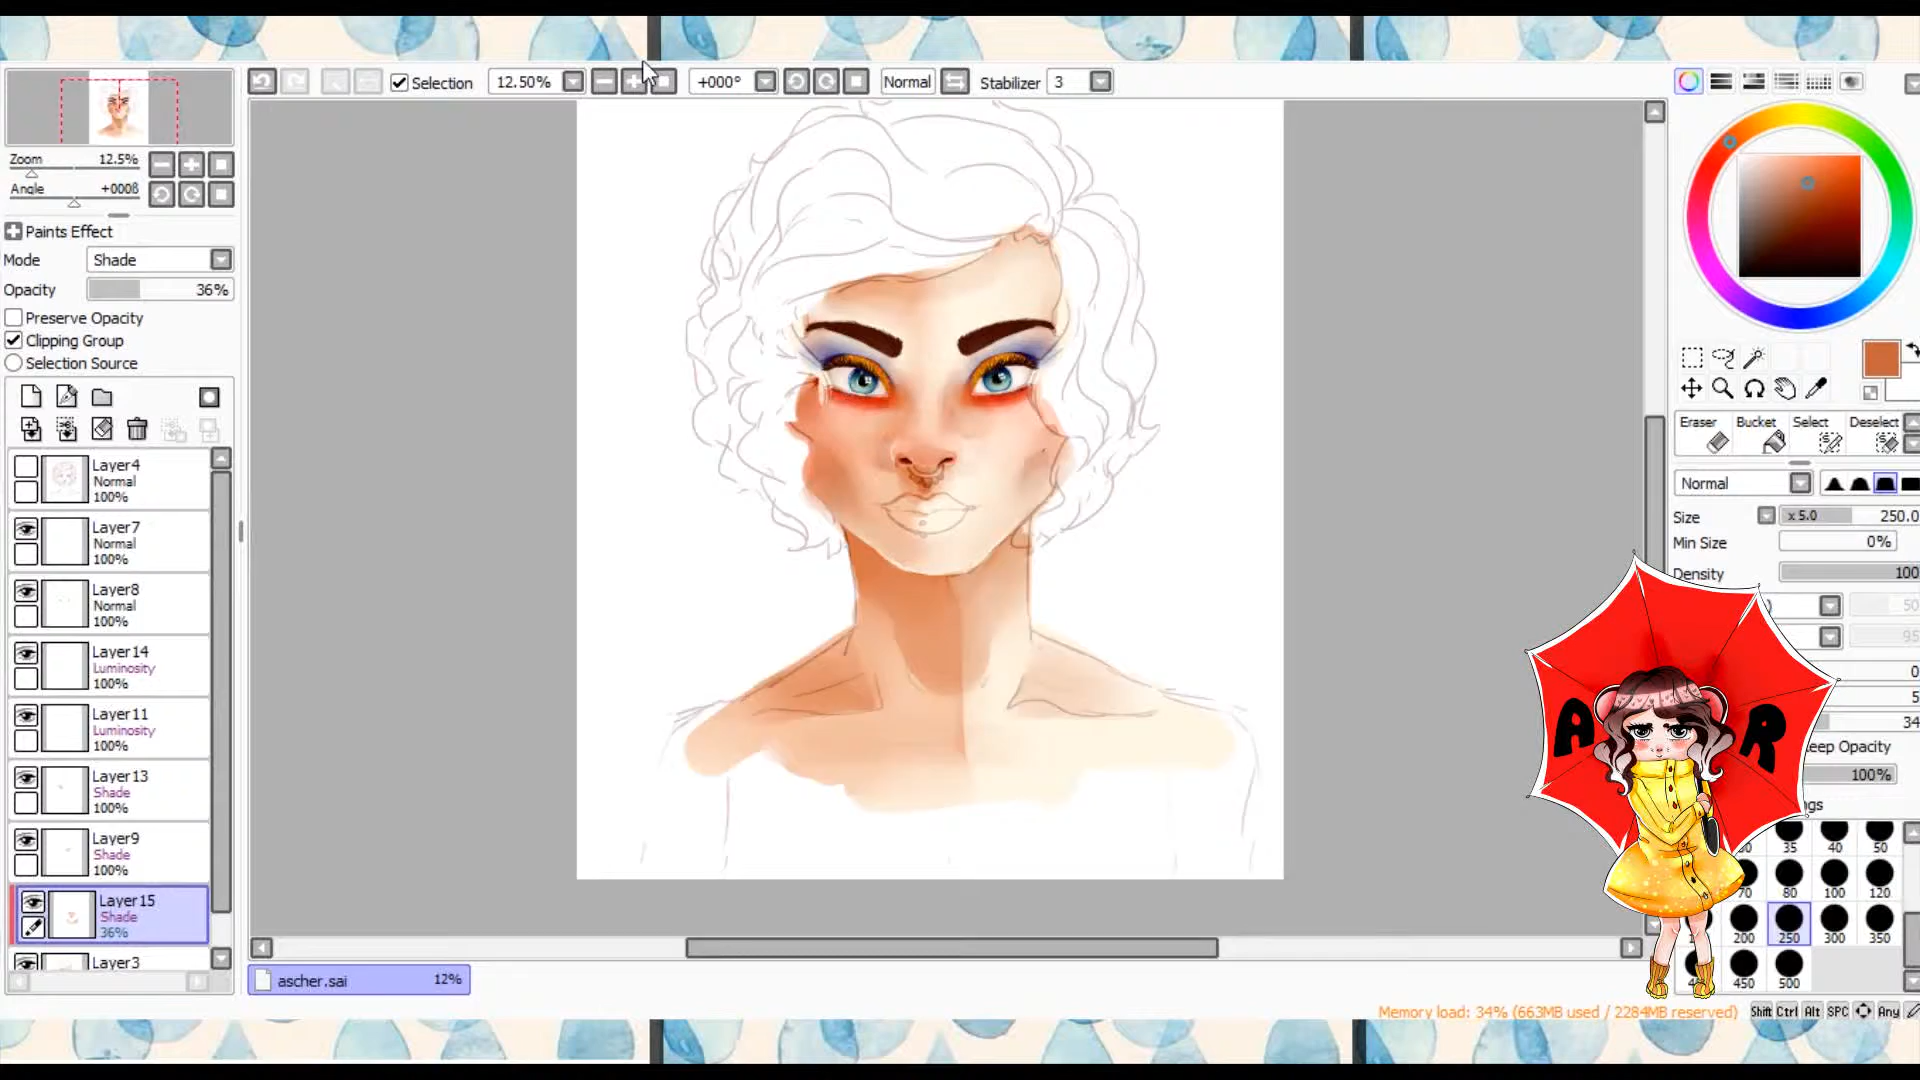 Selection 12.50% +000° Normal Stabilizer 3
Zoom 12.5%
Angle +000ß
Paints Effect
Mode Shade
Opacity 36%
Preserve Opacity
Clipping Group
Selection Source
Layer4
Normal
100%
Layer7
Normal
100%
Layer8
Normal
100%
Layer14
Luminosity
100%
Layer11
Luminosity
100%
Layer13
Shade
100%
Layer9
Shade
100%
Layer15
Shade
36%
Layer3
ascher.sai 12%
Eraser Bucket Select Deselect
Normal
Size x 5.0 250.0
Min Size 0%
Density 100
50
95
0
5
34
eep Opacity
100%
ngs
35 40 50
70 80 100 120
200 250 300 350
450 500
A R
Memory load: 34% (663MB used / 2284MB reserved) Shift Ctrl Alt SPC Any